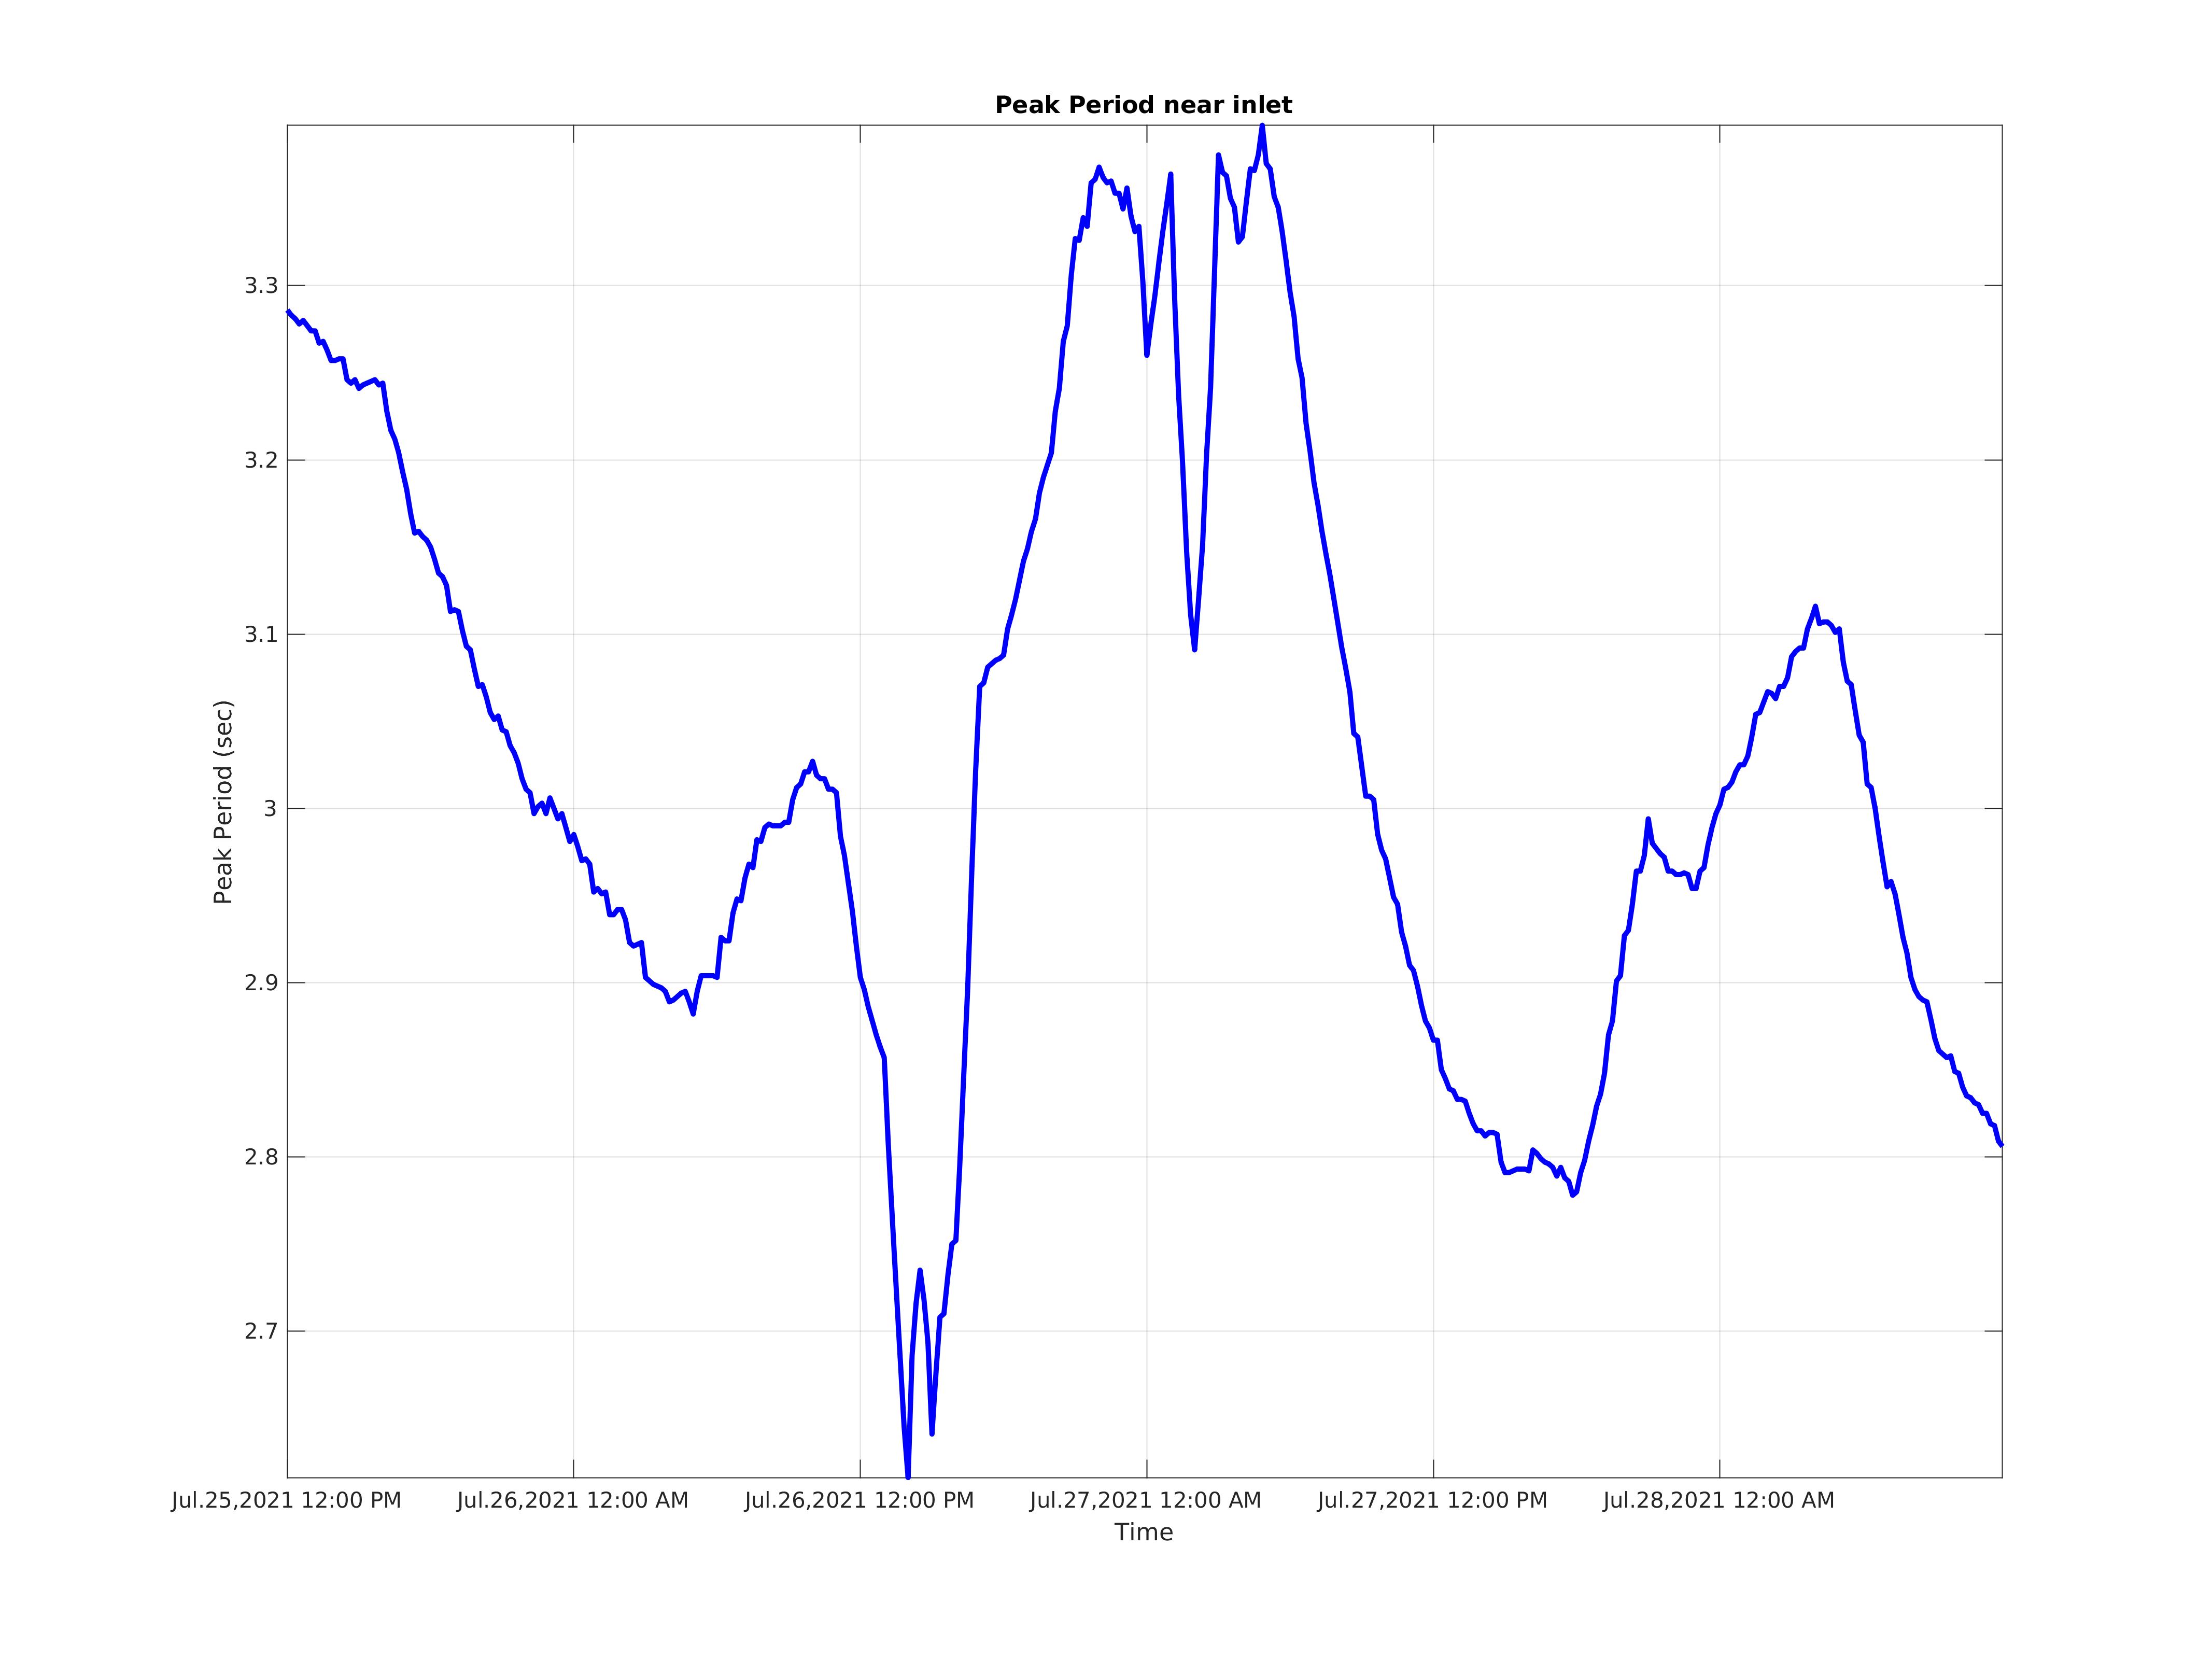 Peak Period near inlet
3.3
3.2
3.1
3
2.9
2.8
2.7
Peak Period (sec)
Jul.25,2021 12:00 PM
Jul.26,2021 12:00 AM
Jul.26,2021 12:00 PM
Jul.27,2021 12:00 AM
Jul.27,2021 12:00 PM
Jul.28,2021 12:00 AM
Time